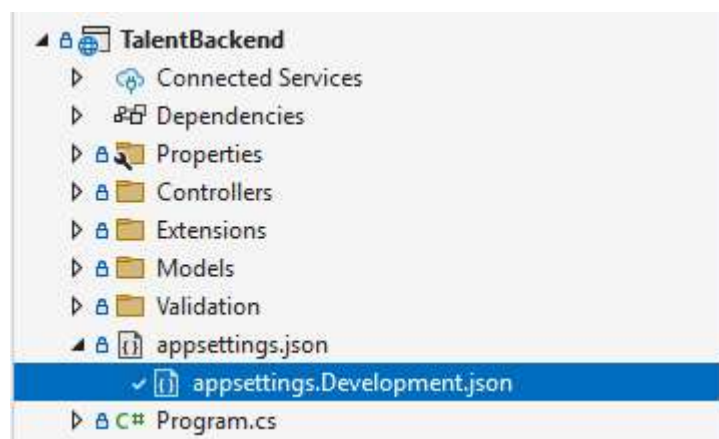 TalentBackend
Connected Services
Dependencies
Properties
Controllers
Extensions
Models
Validation
appsettings.json
appsettings.Development.json
C# Program.cs